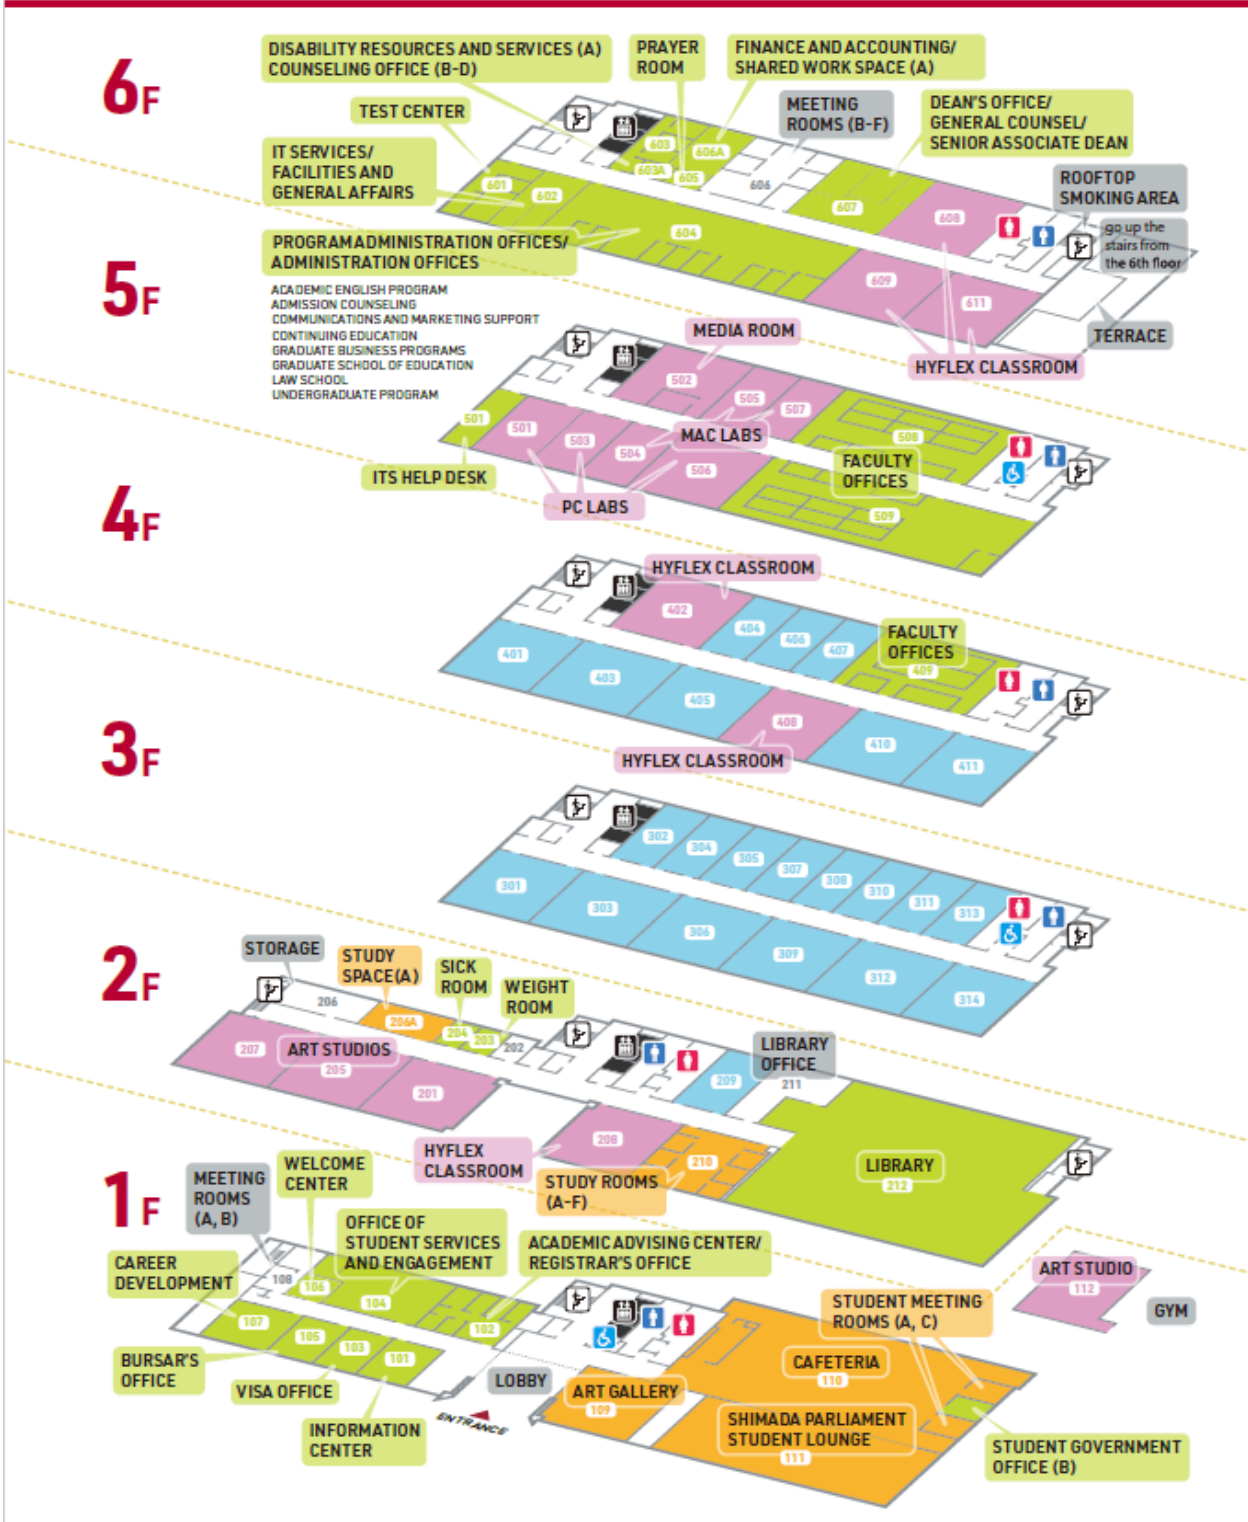 6F
DISABILITY RESOURCES AND SERVICES (A)
COUNSELING OFFICE (B-D)
PRAYER
ROOM
FINANCE AND ACCOUNTING/
SHARED WORK SPACE (A)
TEST CENTER
MEETING
ROOMS (B-F)
DEAN'S OFFICE/
GENERAL COUNSEL/
SENIOR ASSOCIATE DEAN
IT SERVICES/
FACILITIES AND
GENERAL AFFAIRS
ROOFTOP
SMOKING AREA
go up the
stairs from
the 6th floor
601
602
603
603A
605
606A
606
607
608
604
609
611
PROGRAMADMINISTRATION OFFICES/
ADMINISTRATION OFFICES
ACADEMIC ENGLISH PROGRAM
ADMISSION COUNSELING
COMMUNICATIONS AND MARKETING SUPPORT
CONTINUING EDUCATION
GRADUATE BUSINESS PROGRAMS
GRADUATE SCHOOL OF EDUCATION
LAW SCHOOL
UNDERGRADUATE PROGRAM
TERRACE
HYFLEX CLASSROOM
5F
MEDIA ROOM
502
505
507
508
501
501
503
504
506
509
MAC LABS
FACULTY
OFFICES
ITS HELP DESK
PC LABS
4F
HYFLEX CLASSROOM
402
404
406
407
FACULTY
OFFICES
409
401
403
405
408
410
411
HYFLEX CLASSROOM
3F
302
304
305
307
308
310
311
313
301
303
306
309
312
314
2F
STORAGE
STUDY
SPACE(A)
SICK
ROOM
WEIGHT
ROOM
206
206A
204
203
202
207
ART STUDIOS
205
201
LIBRARY
OFFICE
209
211
208
210
LIBRARY
212
HYFLEX
CLASSROOM
STUDY ROOMS
(A-F)
1F
MEETING
ROOMS
(A, B)
WELCOME
CENTER
OFFICE OF
STUDENT SERVICES
AND ENGAGEMENT
ACADEMIC ADVISING CENTER/
REGISTRAR'S OFFICE
CAREER
DEVELOPMENT
108
106
104
102
107
105
103
101
BURSAR'S
OFFICE
VISA OFFICE
INFORMATION
CENTER
LOBBY
ENTRANCE
ART GALLERY
109
STUDENT MEETING
ROOMS (A, C)
CAFETERIA
110
SHIMADA PARLIAMENT
STUDENT LOUNGE
111
STUDENT GOVERNMENT
OFFICE (B)
ART STUDIO
112
GYM